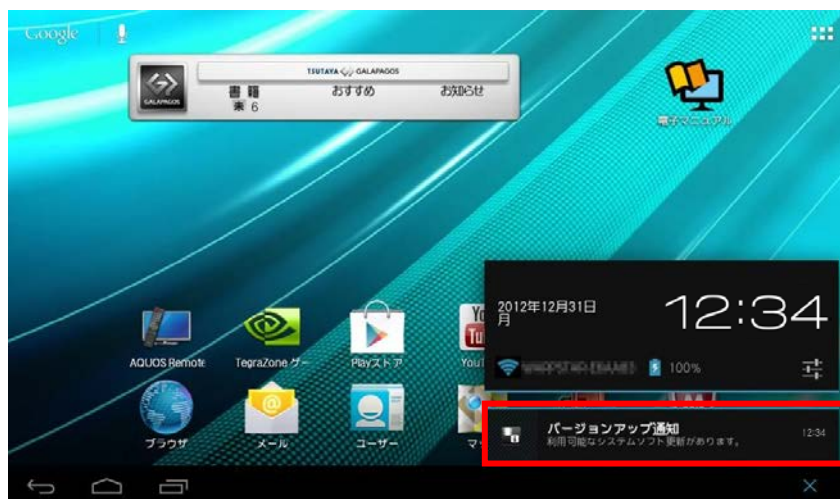 Google
TSUTAYA GALAPAGOS
GALAPAGOS
書籍 おすすめ お知らせ
6
電子マニュアル
2012年12月31日
月
12:34
100%
AQUOS Remote
TegraZone ゲー
Playストア
You
バージョンアップ通知
利用可能なシステムソフト更新があります。
12:34
ブラウザ
メール
ユーザー
マ